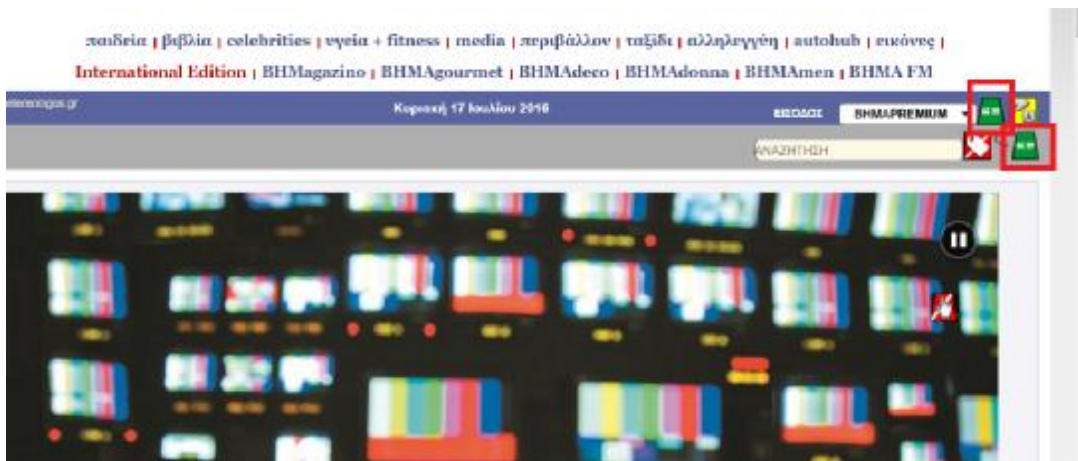 παιδεία | βιβλία | celebrities | υγεία + fitness | media | περιβάλλον | ταξίδι | αλληλεγγύη | autohub | εικόνες |
International Edition | BHMagazino | BHMAgourmet | BHMAdeco | BHMAdonna | BHMAmen | BHMA FM
Κυριακή 17 Ιουλίου 2016
ΕΙΣΟΔΟΣ
BHMAPREMIUM
ΑΝΑΖΗΤΗΣΗ